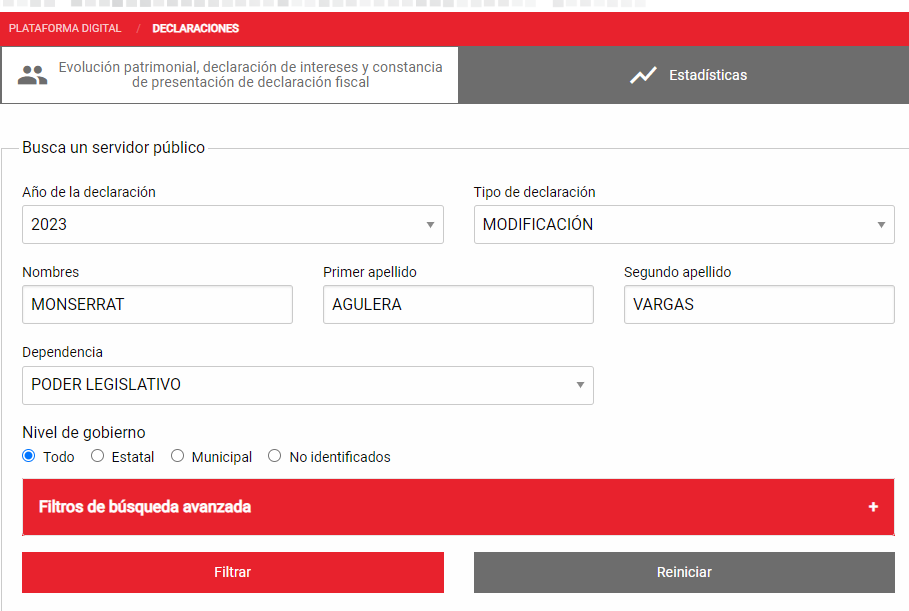 PLATAFORMA DIGITAL / DECLARACIONES
Evolución patrimonial, declaración de intereses y constancia
de presentación de declaración fiscal
Estadísticas
Busca un servidor público
Año de la declaración
Tipo de declaración
2023
MODIFICACIÓN
Nombres
Primer apellido
Segundo apellido
MONSERRAT
AGULERA
VARGAS
Dependencia
PODER LEGISLATIVO
Nivel de gobierno
Todo Estatal Municipal No identificados
Filtros de búsqueda avanzada +
Filtrar
Reiniciar